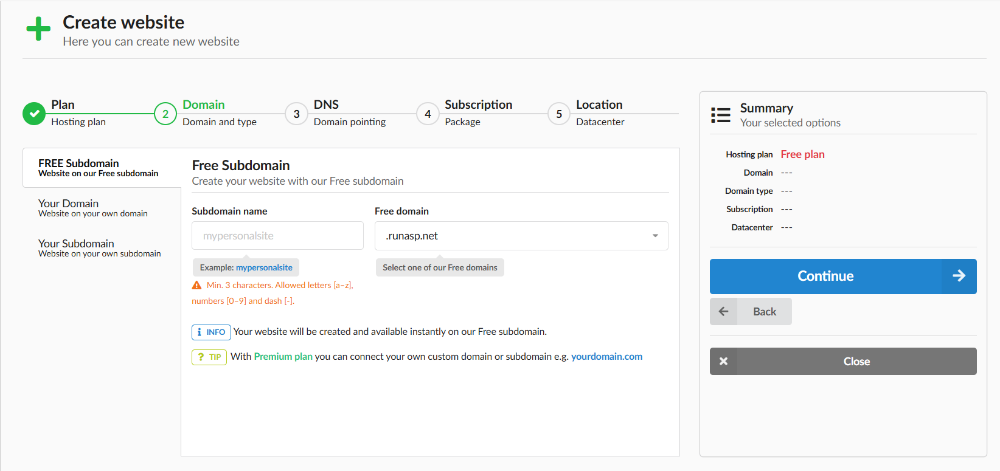 Create website
Here you can create new website
Plan
Hosting plan
2
Domain
Domain and type
3
DNS
Domain pointing
4
Subscription
Package
5
Location
Datacenter
FREE Subdomain
Website on our Free subdomain
Your Domain
Website on your own domain
Your Subdomain
Website on your own subdomain
Free Subdomain
Create your website with our Free subdomain
Subdomain name
mypersonalsite
Example: mypersonalsite
Min. 3 characters. Allowed letters [a–z],
numbers [0–9] and dash [-].
Free domain
.runasp.net
Select one of our Free domains
INFO Your website will be created and available instantly on our Free subdomain.
? TIP With Premium plan you can connect your own custom domain or subdomain e.g. yourdomain.com
Summary
Your selected options
Hosting plan Free plan
Domain ---
Domain type ---
Subscription ---
Datacenter ---
Continue
Back
Close